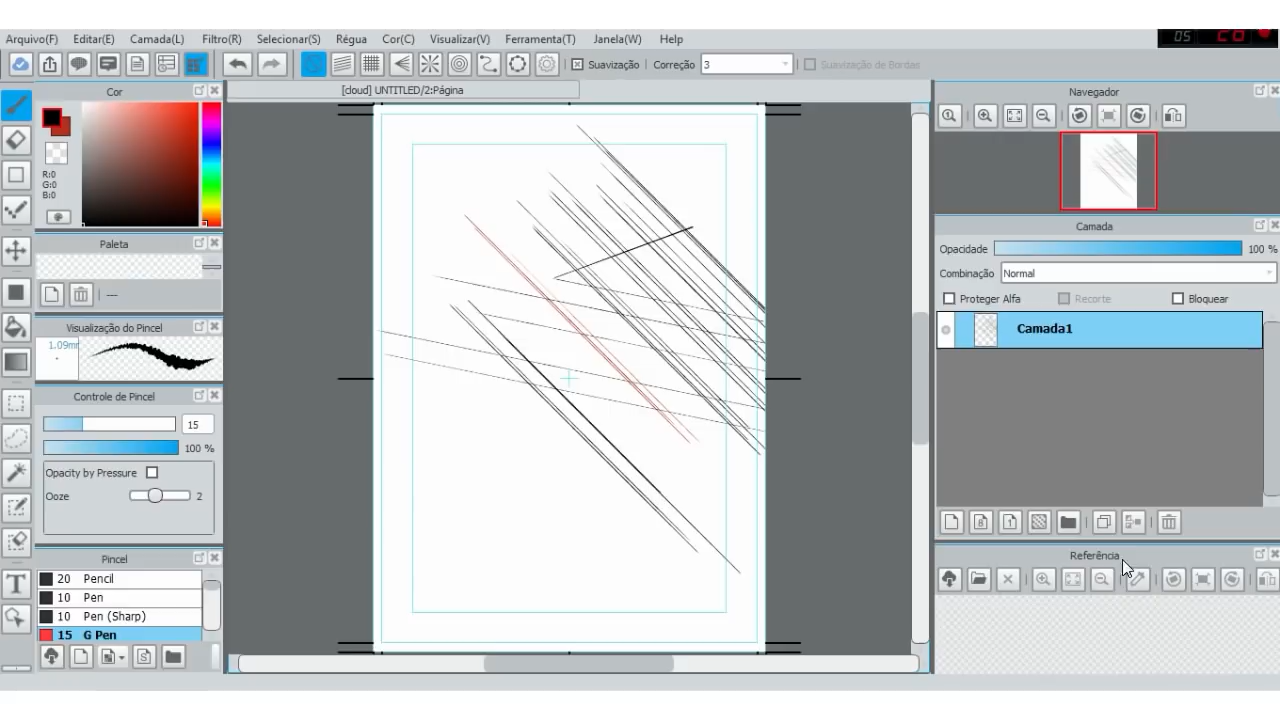 Arquivo(F) Editar(E) Camada(L) Filtro(R) Selecionar(S) Régua Cor(C) Visualizar(V) Ferramenta(T) Janela(W) Help
Suavização Correção 3 Suavização de Bordas
[cloud] UNTITLED/2:Página
Cor
R:0
G:0
B:0
Paleta
---
Visualização do Pincel
1.09m
Controle de Pincel
15
100 %
Opacity by Pressure
Ooze 2
Pincel
20 Pencil
10 Pen
10 Pen (Sharp)
15 G Pen
T
Navegador
Camada
Opacidade 100 %
Combinação Normal
Proteger Alfa Recorte Bloquear
Camada1
Referência